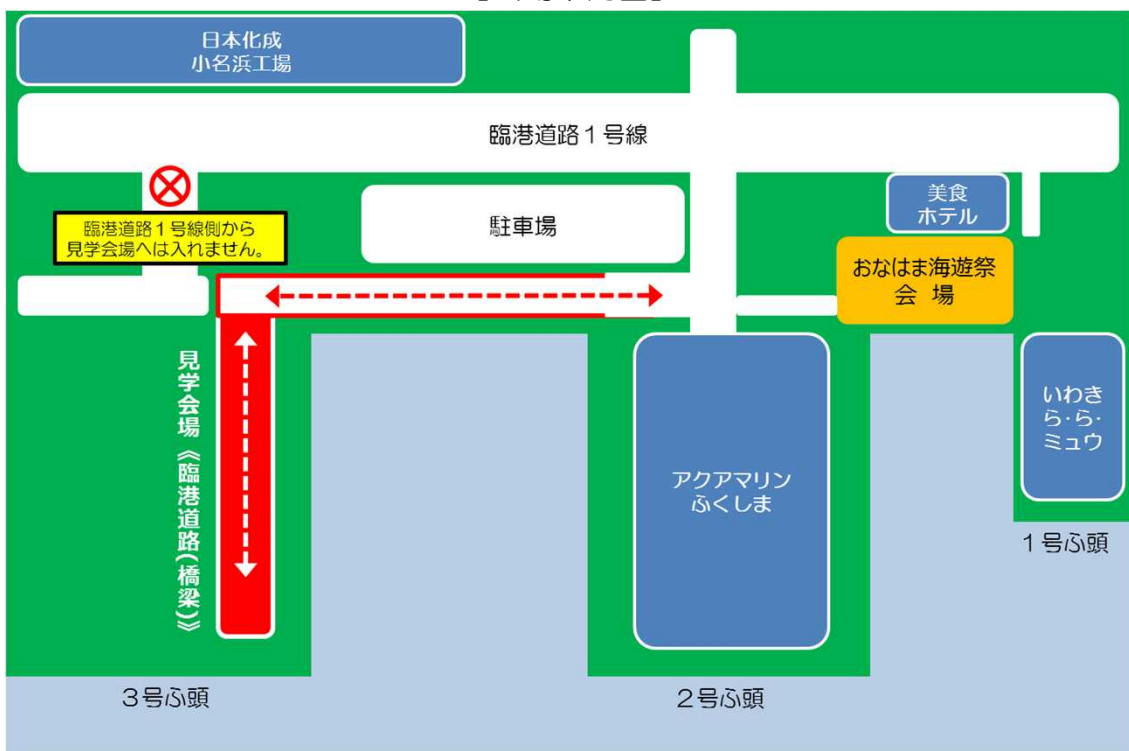 日本化成
小名浜工場
臨港道路１号線
臨港道路１号線側から
見学会場へは入れません。
駐車場
美食
ホテル
おなはま海遊祭
会 場
見学会場《臨港道路(橋梁)》
アクアマリン
ふくしま
いわき
ら・ら・
ミュウ
１号ふ頭
２号ふ頭
３号ふ頭